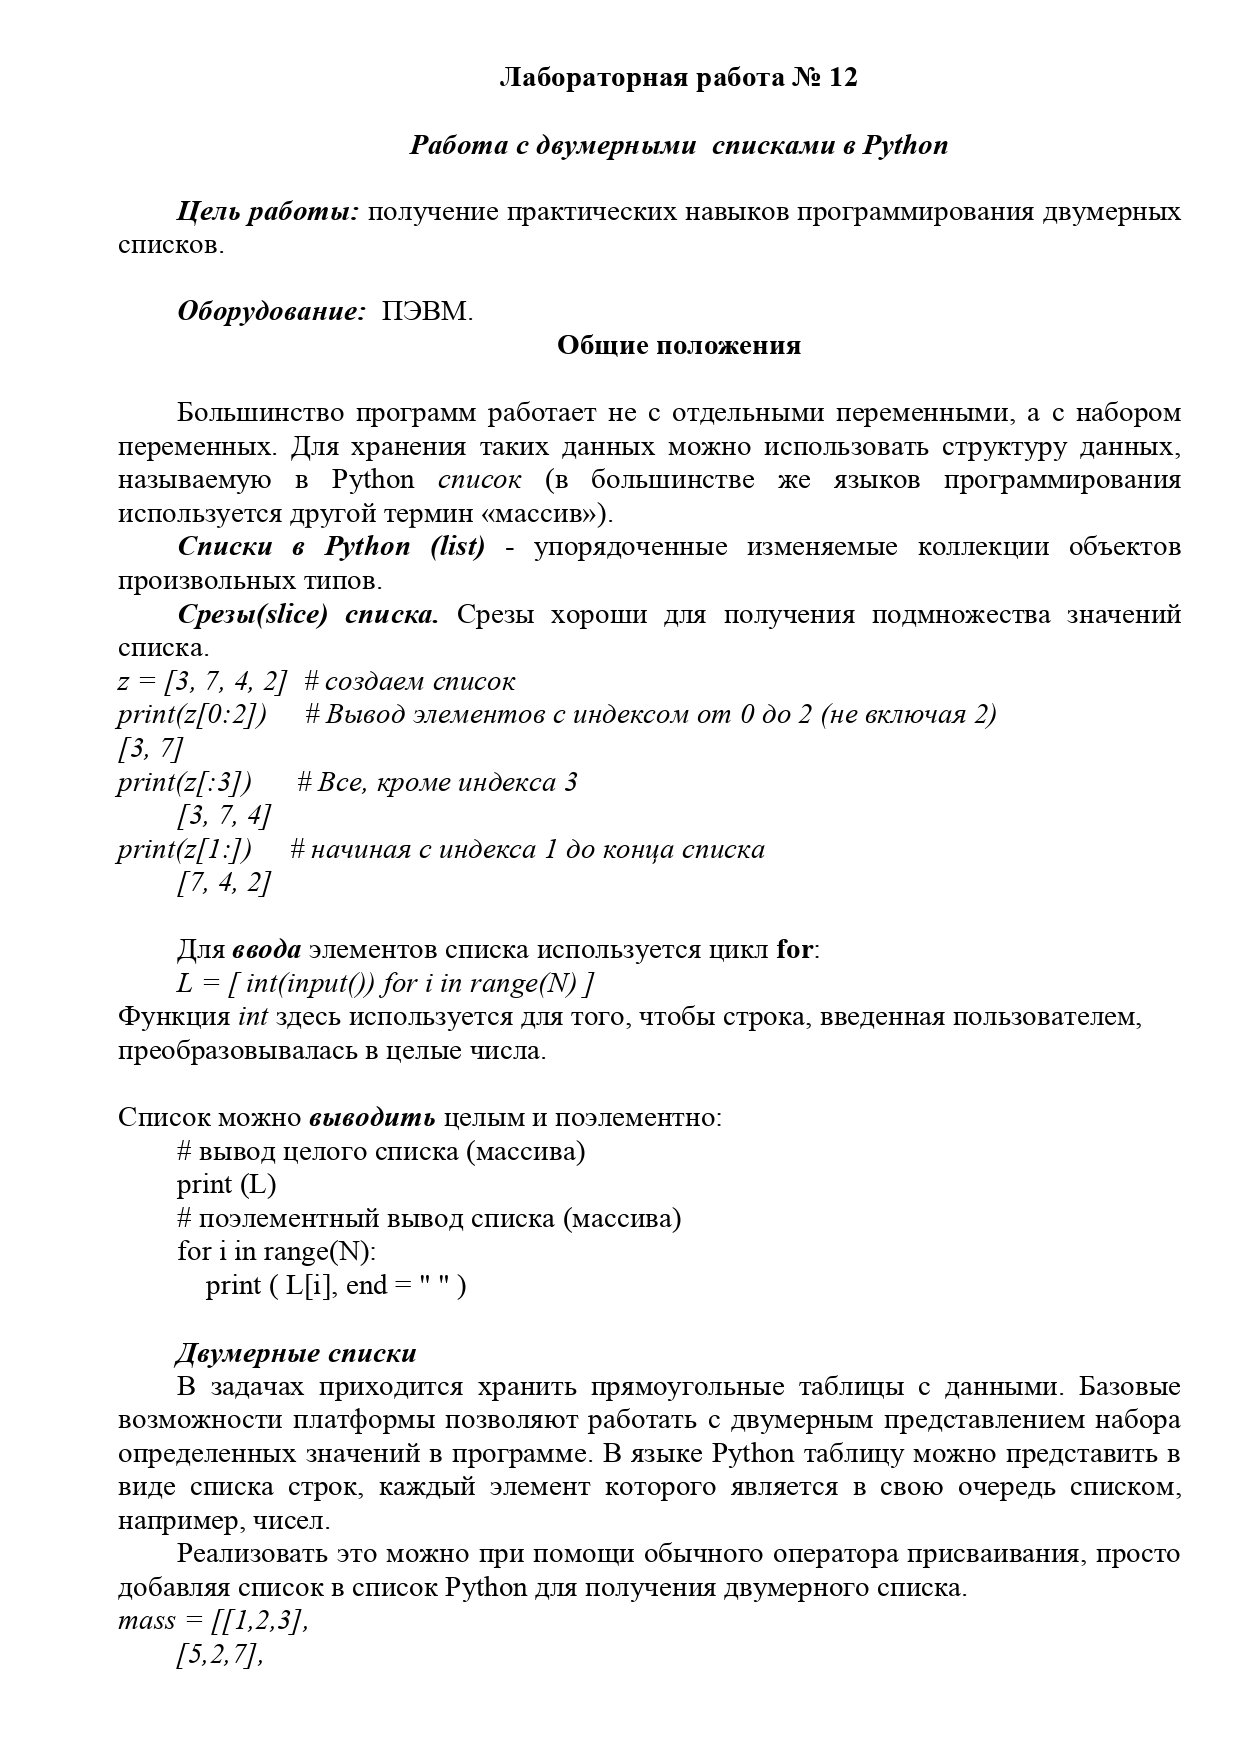 Лабораторная работа № 12
Работа с двумерными списками в Python
Цель работы: получение практических навыков программирования двумерных
списков.
Оборудование: ПЭВМ.
Общие положения
Большинство программ работает не с отдельными переменными, а с набором
переменных. Для хранения таких данных можно использовать структуру данных,
называемую в Python список (в большинстве же языков программирования
используется другой термин «массив»).
Списки в Python (list) - упорядоченные изменяемые коллекции объектов
произвольных типов.
Срезы(slice) списка. Срезы хороши для получения подмножества значений
списка.
z = [3, 7, 4, 2] # создаем список
print(z[0:2]) # Вывод элементов с индексом от 0 до 2 (не включая 2)
[3, 7]
print(z[:3]) # Все, кроме индекса 3
[3, 7, 4]
print(z[1:]) # начиная с индекса 1 до конца списка
[7, 4, 2]
Для ввода элементов списка используется цикл for:
L = [ int(input()) for i in range(N) ]
Функция int здесь используется для того, чтобы строка, введенная пользователем,
преобразовывалась в целые числа.
Список можно выводить целым и поэлементно:
# вывод целого списка (массива)
print (L)
# поэлементный вывод списка (массива)
for i in range(N):
print ( L[i], end = " " )
Двумерные списки
В задачах приходится хранить прямоугольные таблицы с данными. Базовые
возможности платформы позволяют работать с двумерным представлением набора
определенных значений в программе. В языке Python таблицу можно представить в
виде списка строк, каждый элемент которого является в свою очередь списком,
например, чисел.
Реализовать это можно при помощи обычного оператора присваивания, просто
добавляя список в список Python для получения двумерного списка.
mass = [[1,2,3],
[5,2,7],